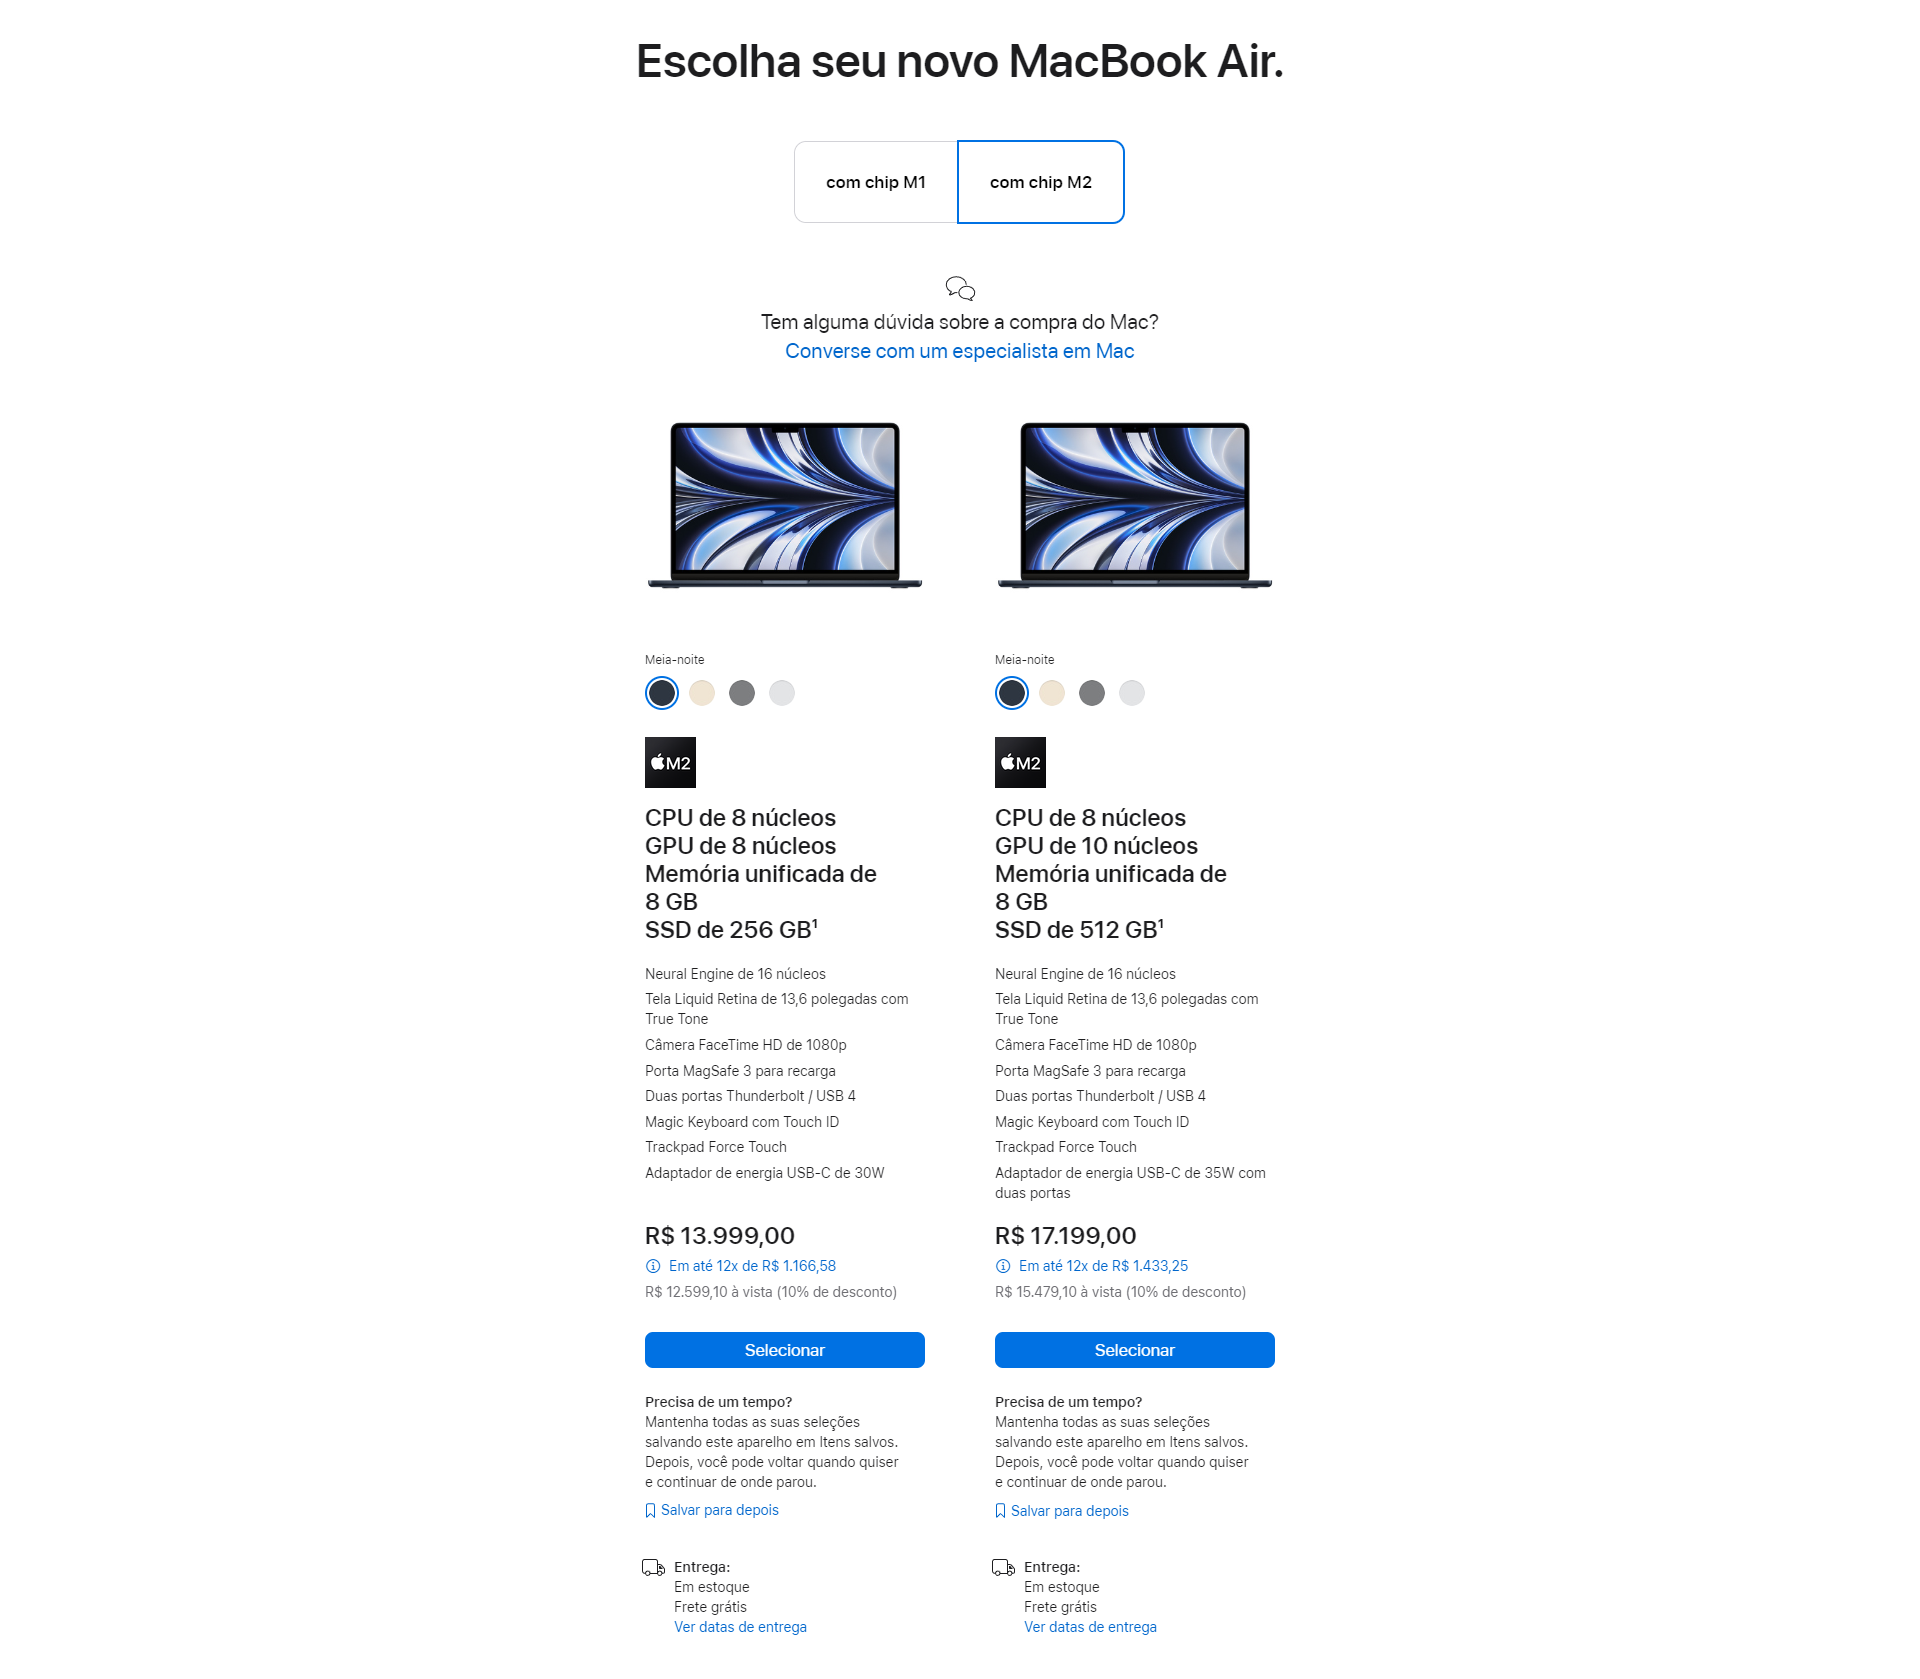 Escolha seu novo MacBook Air.
com chip M1
com chip M2
Tem alguma dúvida sobre a compra do Mac?
Converse com um especialista em Mac
Meia-noite
M2
CPU de 8 núcleos
GPU de 8 núcleos
Memória unificada de
8 GB
SSD de 256 GB¹
Neural Engine de 16 núcleos
Tela Liquid Retina de 13,6 polegadas com
True Tone
Câmera FaceTime HD de 1080p
Porta MagSafe 3 para recarga
Duas portas Thunderbolt / USB 4
Magic Keyboard com Touch ID
Trackpad Force Touch
Adaptador de energia USB-C de 30W
R$ 13.999,00
Em até 12x de R$ 1.166,58
R$ 12.599,10 à vista (10% de desconto)
Selecionar
Precisa de um tempo?
Mantenha todas as suas seleções
salvando este aparelho em Itens salvos.
Depois, você pode voltar quando quiser
e continuar de onde parou.
Salvar para depois
Entrega:
Em estoque
Frete grátis
Ver datas de entrega
Meia-noite
M2
CPU de 8 núcleos
GPU de 10 núcleos
Memória unificada de
8 GB
SSD de 512 GB¹
Neural Engine de 16 núcleos
Tela Liquid Retina de 13,6 polegadas com
True Tone
Câmera FaceTime HD de 1080p
Porta MagSafe 3 para recarga
Duas portas Thunderbolt / USB 4
Magic Keyboard com Touch ID
Trackpad Force Touch
Adaptador de energia USB-C de 35W com
duas portas
R$ 17.199,00
Em até 12x de R$ 1.433,25
R$ 15.479,10 à vista (10% de desconto)
Selecionar
Precisa de um tempo?
Mantenha todas as suas seleções
salvando este aparelho em Itens salvos.
Depois, você pode voltar quando quiser
e continuar de onde parou.
Salvar para depois
Entrega:
Em estoque
Frete grátis
Ver datas de entrega